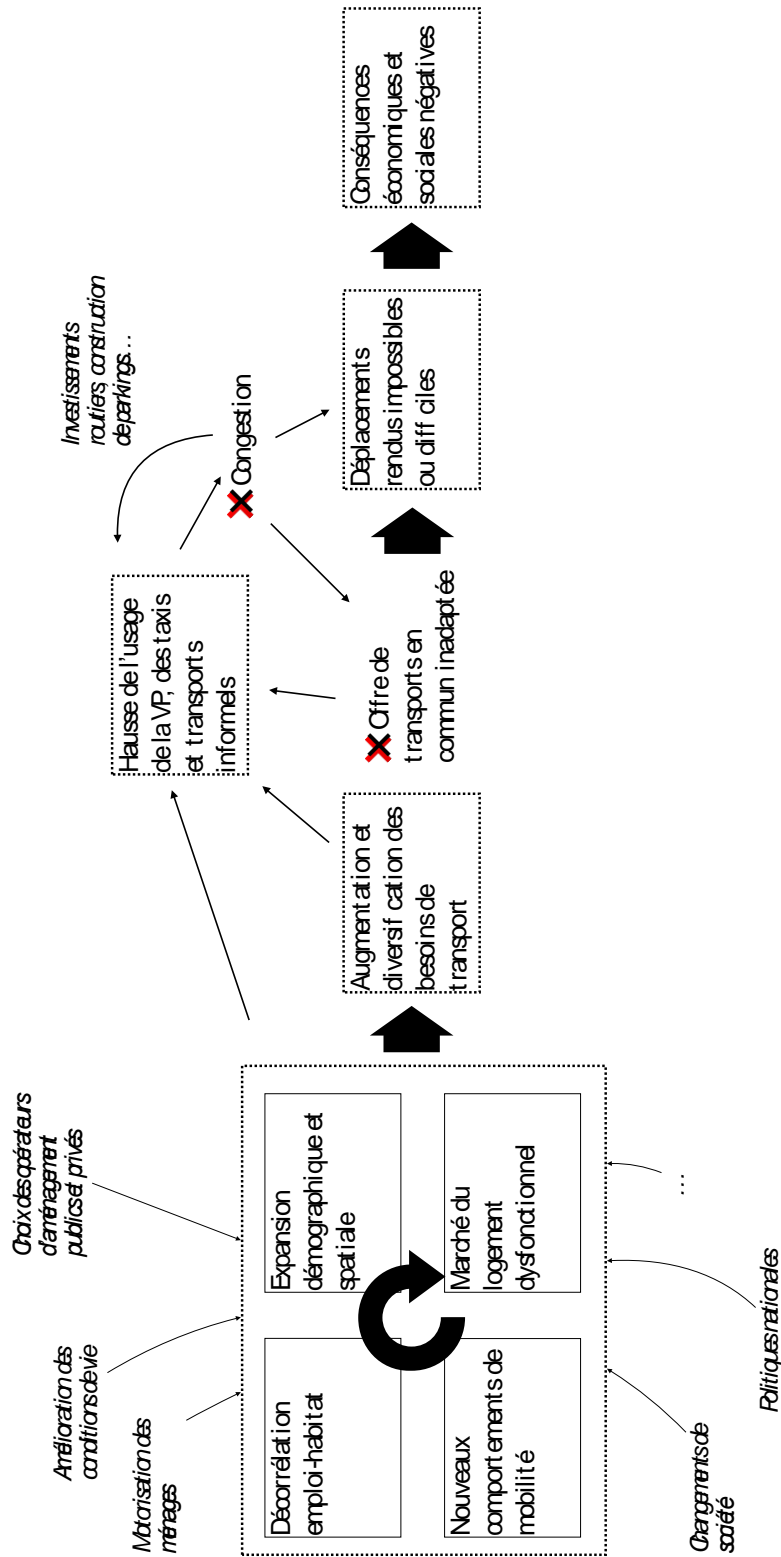 Motorisation des
ménages
Amélioration des
conditions de vie
Choix des opérateurs
d'aménagement
publics et privés
Décorrélation
emploi-habitat
Expansion
démographique et
spatiale
Nouveaux
comportements de
mobilité
Marché du
logement
dysfonctionnel
Changements de
société
Politiques nationales
...
Augmentation et
diversification des
besoins de
transport
Hausse de l'usage
de la VP, des taxis
et transports
informels
Offre de
transports en
commun inadaptée
Congestion
Investissements
routiers, construction
de parkings...
Déplacements
rendus impossibles
ou difficiles
Conséquences
économiques et
sociales négatives